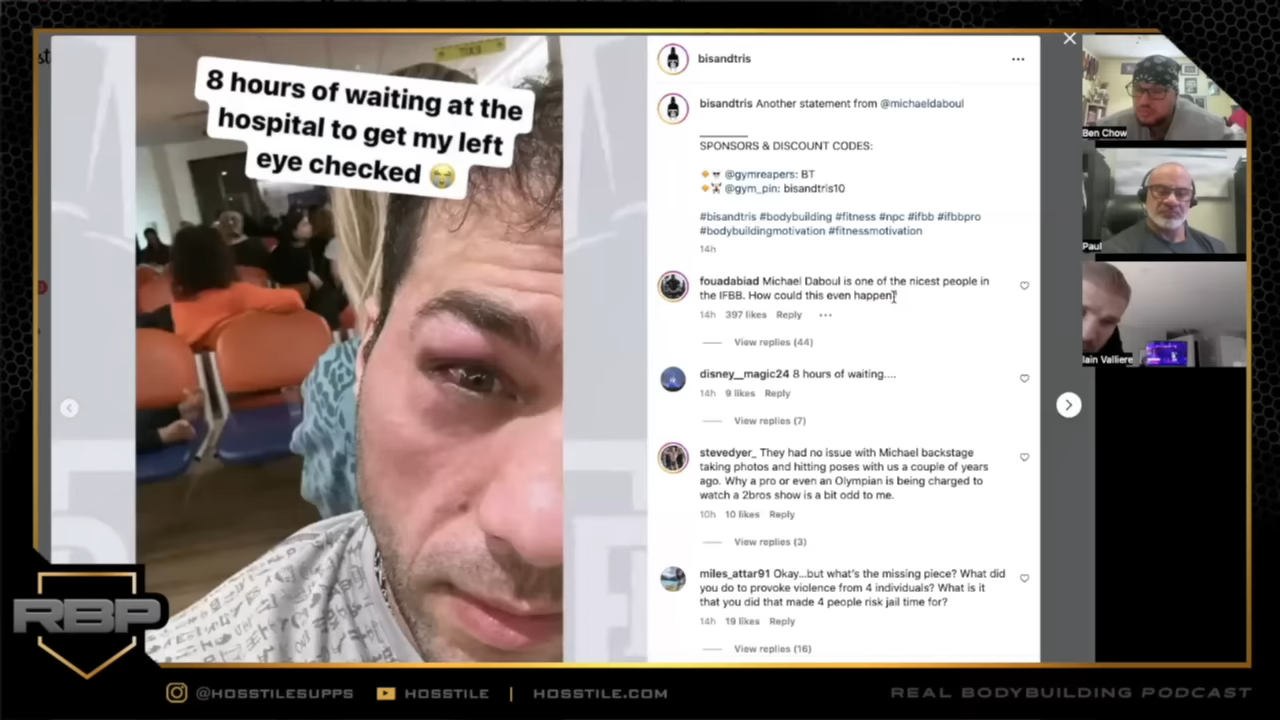 8 hours of waiting at the
hospital to get my left
eye checked 😭
bisandtris
bisandtris Another statement from @michaeldaboul
SPONSORS & DISCOUNT CODES:
@gymreapers: BT
@gym_pin: bisandtris10
#bisandtris #bodybuilding #fitness #npc #ifbb #ifbbpro
#bodybuildingmotivation #fitnessmotivation
14h
fouadabiad Michael Daboul is one of the nicest people in
the IFBB. How could this even happen?
14h 397 likes Reply
View replies (44)
disney__magic24 8 hours of waiting....
14h 9 likes Reply
View replies (7)
stevedyer_ They had no issue with Michael backstage
taking photos and hitting poses with us a couple of years
ago. Why a pro or even an Olympian is being charged to
watch a 2bros show is a bit odd to me.
10h 10 likes Reply
View replies (3)
miles_attar91 Okay...but what's the missing piece? What did
you do to provoke violence from 4 individuals? What is it
that you did that made 4 people risk jail time for?
14h 19 likes Reply
View replies (16)
Ben Chow
Paul
Iain Valliere
RBP
@HOSSTILESUPPS
HOSSTILE
|
HOSSTILE.COM
REAL BODYBUILDING PODCAST